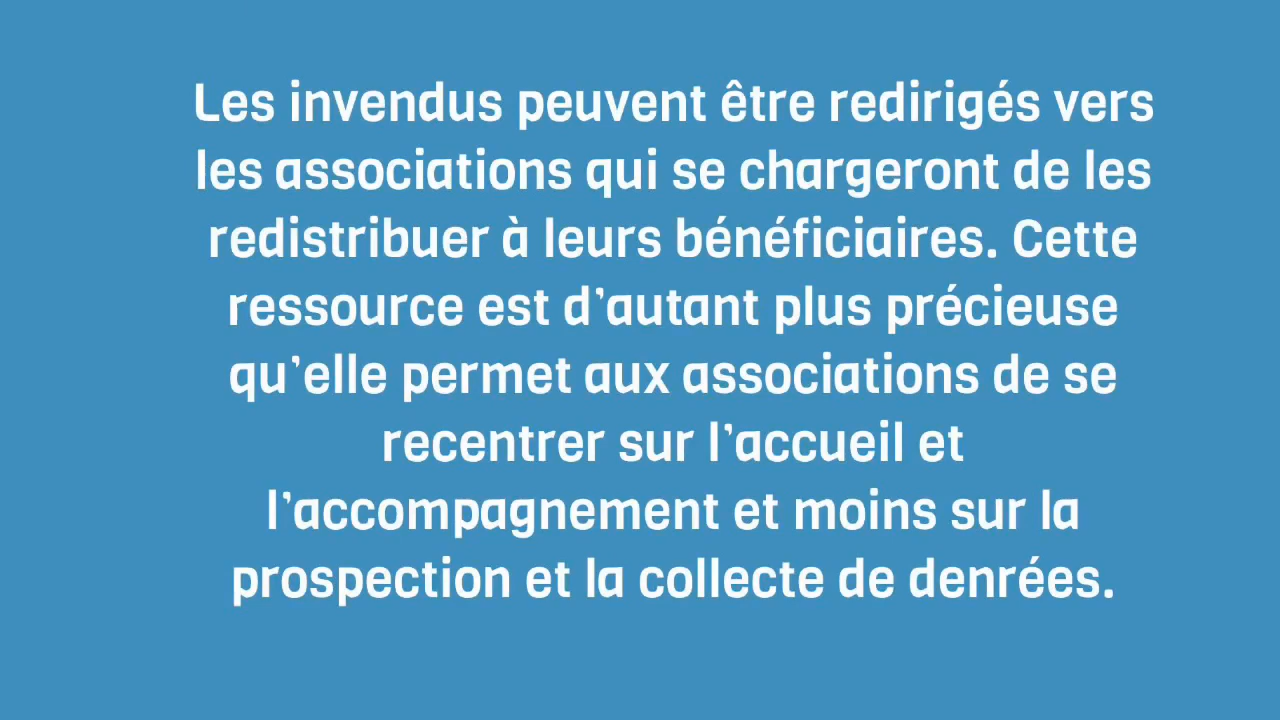 Les invendus peuvent être redirigés vers
les associations qui se chargeront de les
redistribuer à leurs bénéficiaires. Cette
ressource est d’autant plus précieuse
qu’elle permet aux associations de se
recentrer sur l’accueil et
l’accompagnement et moins sur la
prospection et la collecte de denrées.